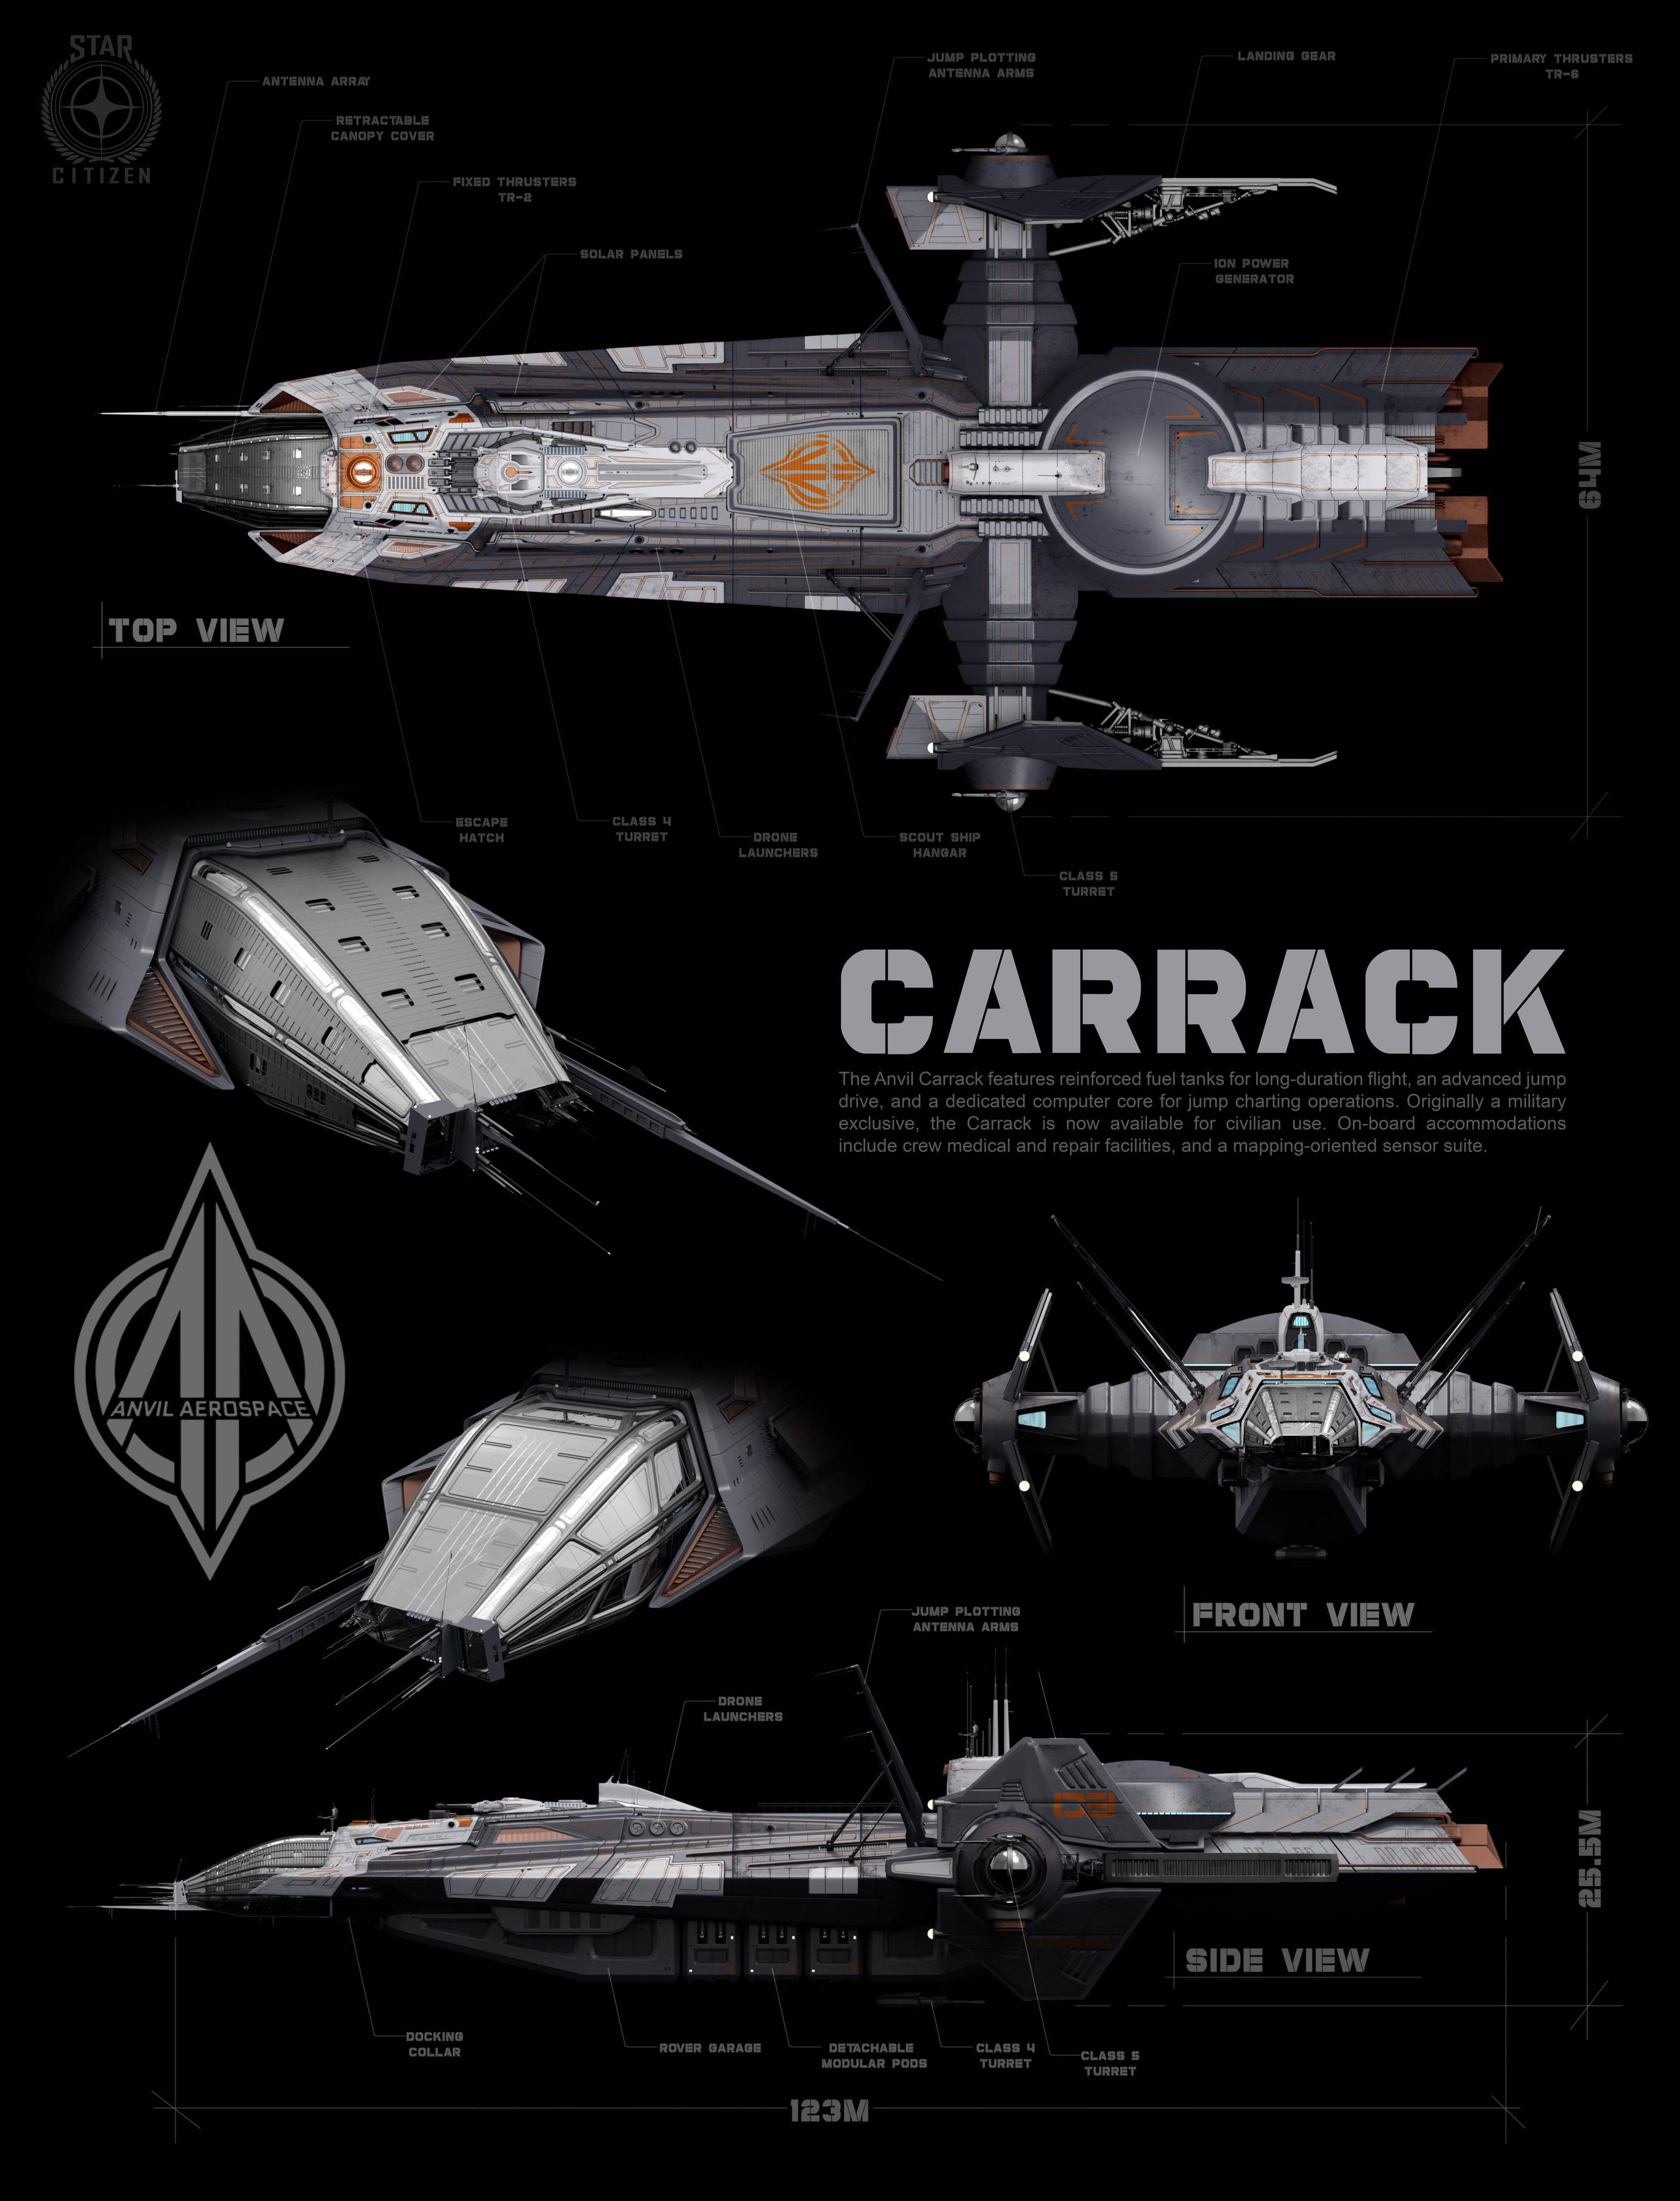 STAR
CITIZEN
ANTENNA ARRAY
RETRACTABLE
CANOPY COVER
FIXED THRUSTERS
TR-2
SOLAR PANELS
JUMP PLOTTING
ANTENNA ARMS
LANDING GEAR
PRIMARY THRUSTERS
TR-6
ION POWER
GENERATOR
64M
TOP VIEW
ESCAPE
HATCH
CLASS 4
TURRET
DRONE
LAUNCHERS
SCOUT SHIP
HANGAR
CLASS 5
TURRET
CARRACK
The Anvil Carrack features reinforced fuel tanks for long-duration flight, an advanced jump
drive, and a dedicated computer core for jump charting operations. Originally a military
exclusive, the Carrack is now available for civilian use. On-board accommodations
include crew medical and repair facilities, and a mapping-oriented sensor suite.
ANVIL AEROSPACE
FRONT VIEW
JUMP PLOTTING
ANTENNA ARMS
DRONE
LAUNCHERS
25.5M
SIDE VIEW
DOCKING
COLLAR
ROVER GARAGE
DETACHABLE
MODULAR PODS
CLASS 4
TURRET
CLASS 5
TURRET
123M